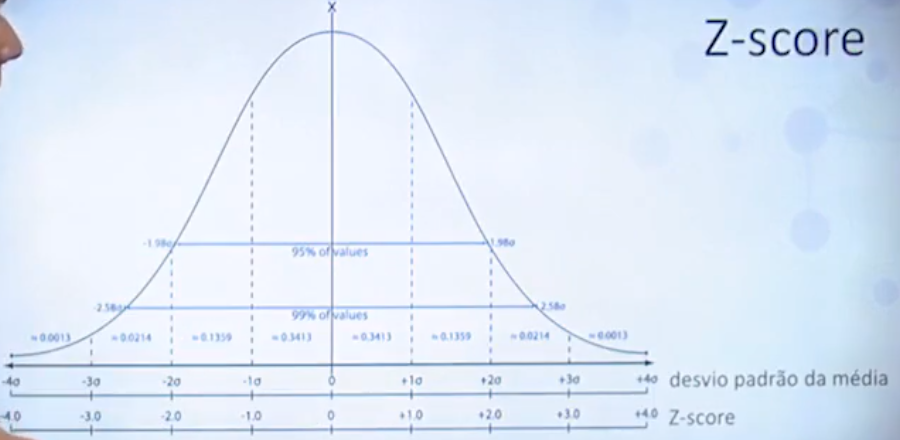 X
Z-score
-1.98σ 1.98σ
95% of values
-2.58σ 2.58σ
99% of values
≈0.0013 ≈0.0214 ≈0.1359 ≈0.3413 ≈0.3413 ≈0.1359 ≈0.0214 ≈0.0013
-4σ -3σ -2σ -1σ 0 +1σ +2σ +3σ +4σ desvio padrão da média
-4.0 -3.0 -2.0 -1.0 0 +1.0 +2.0 +3.0 +4.0 Z-score